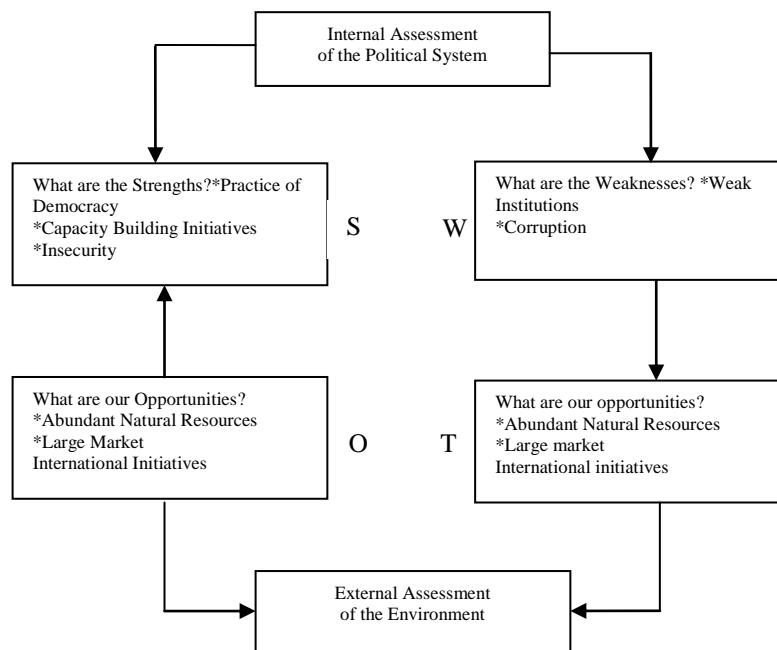 Internal Assessment
of the Political System
What are the Strengths?*Practice of
Democracy
*Capacity Building Initiatives
*Insecurity
S
W
What are the Weaknesses? *Weak
Institutions
*Corruption
What are our Opportunities?
*Abundant Natural Resources
*Large Market
International Initiatives
O
T
What are our opportunities?
*Abundant Natural Resources
*Large market
International initiatives
External Assessment
of the Environment